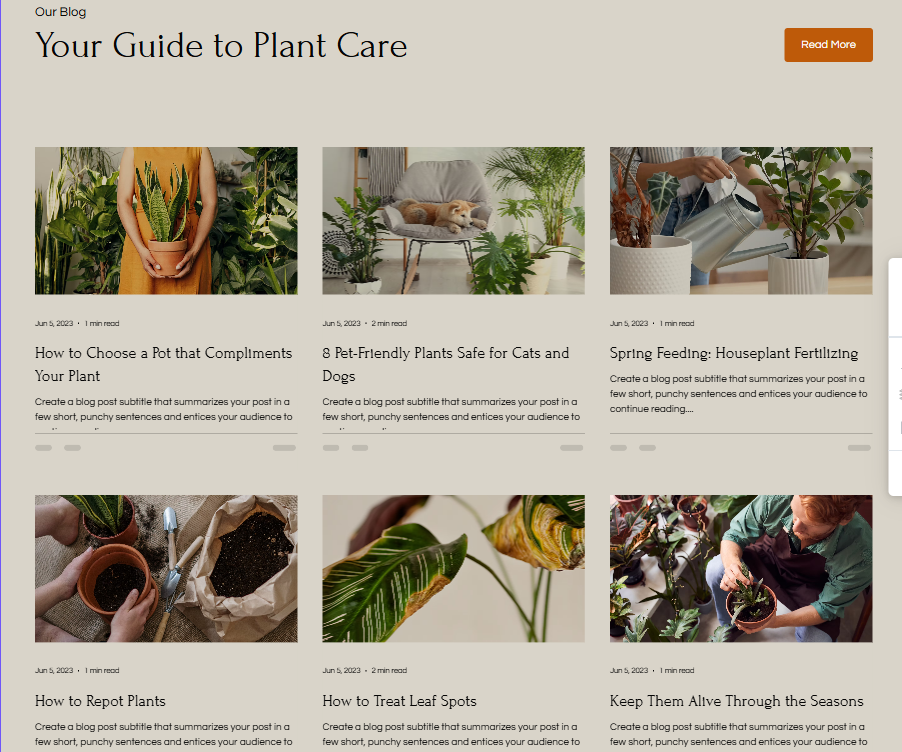 Our Blog
Your Guide to Plant Care
Read More
Jun 5, 2023 • 1 min read
How to Choose a Pot that Compliments
Your Plant
Create a blog post subtitle that summarizes your post in a
few short, punchy sentences and entices your audience to
Jun 5, 2023 • 2 min read
8 Pet-Friendly Plants Safe for Cats and
Dogs
Create a blog post subtitle that summarizes your post in a
few short, punchy sentences and entices your audience to
Jun 5, 2023 • 1 min read
Spring Feeding: Houseplant Fertilizing
Create a blog post subtitle that summarizes your post in a
few short, punchy sentences and entices your audience to
continue reading....
Jun 5, 2023 • 1 min read
How to Repot Plants
Create a blog post subtitle that summarizes your post in a
few short, punchy sentences and entices your audience to
Jun 5, 2023 • 2 min read
How to Treat Leaf Spots
Create a blog post subtitle that summarizes your post in a
few short, punchy sentences and entices your audience to
Jun 5, 2023 • 1 min read
Keep Them Alive Through the Seasons
Create a blog post subtitle that summarizes your post in a
few short, punchy sentences and entices your audience to